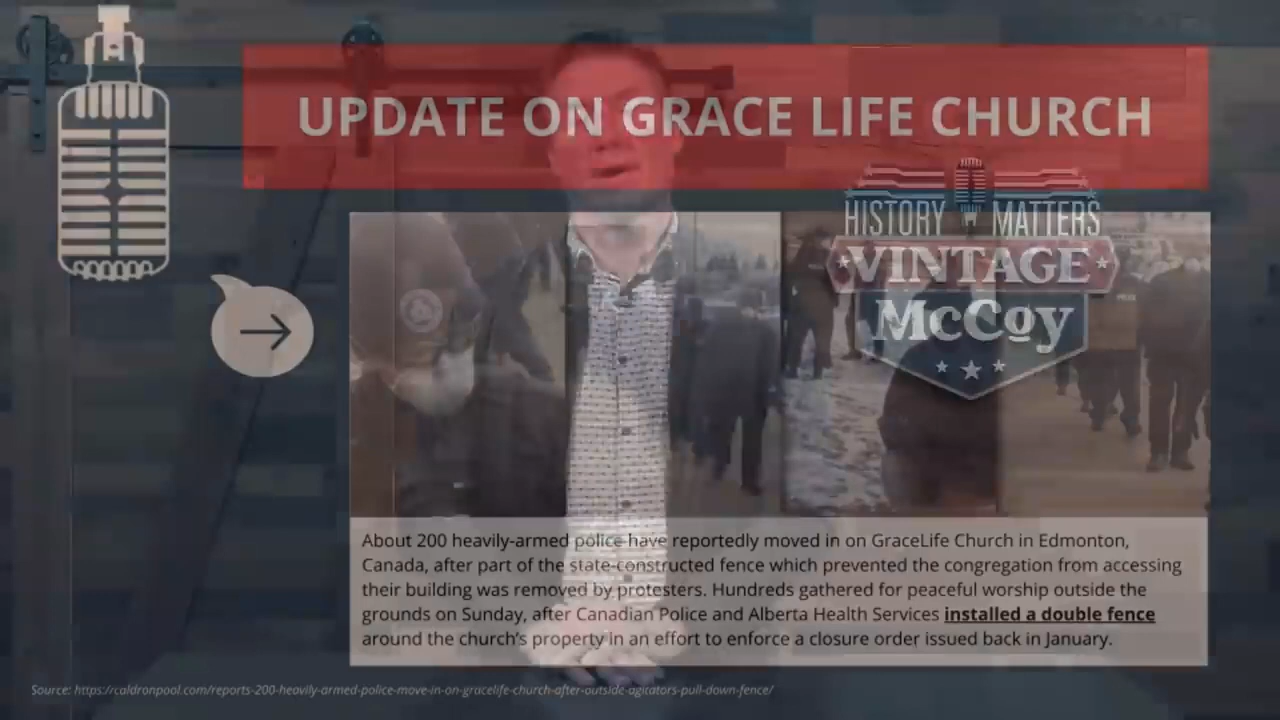 UPDATE ON GRACE LIFE CHURCH
HISTORY MATTERS
VINTAGE
McCoy
About 200 heavily-armed police have reportedly moved in on GraceLife Church in Edmonton,
Canada, after part of the state-constructed fence which prevented the congregation from accessing
their building was removed by protesters. Hundreds gathered for peaceful worship outside the
grounds on Sunday, after Canadian Police and Alberta Health Services installed a double fence
around the church's property in an effort to enforce a closure order issued back in January.
Source: https://caldronpool.com/reports-200-heavily-armed-police-move-in-on-gracelife-church-after-outside-agitators-pull-down-fence/